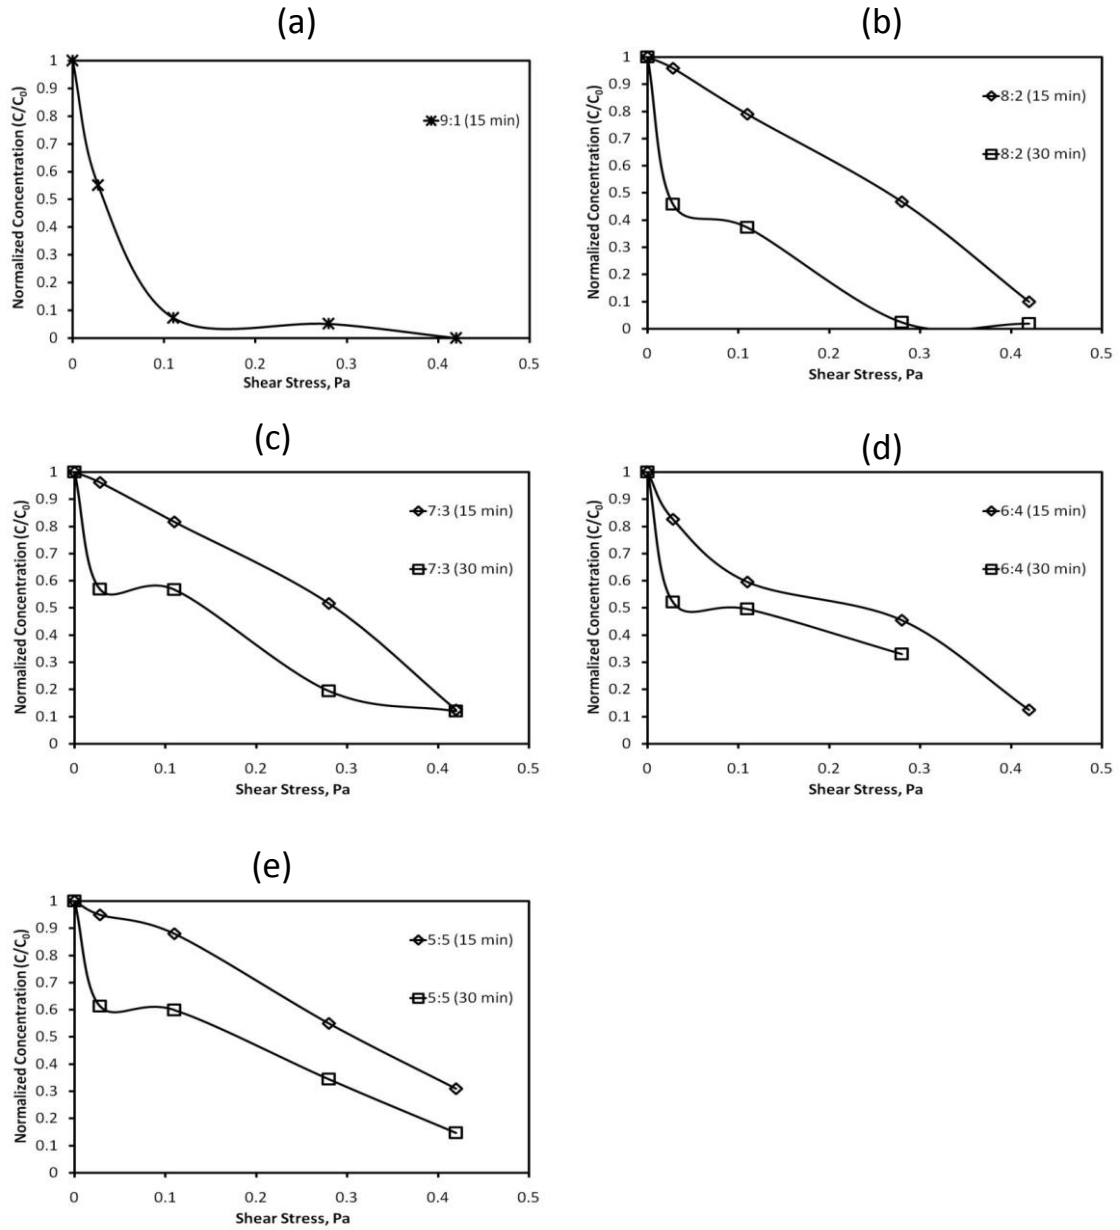 (a)
Normalized Concentration (C/C0)
1
0.9
0.8
0.7
0.6
0.5
0.4
0.3
0.2
0.1
0
9:1 (15 min)
0 0.1 0.2 0.3 0.4 0.5
Shear Stress, Pa
(b)
Normalized Concentration (C/C0)
1
0.9
0.8
0.7
0.6
0.5
0.4
0.3
0.2
0.1
0
8:2 (15 min)
8:2 (30 min)
0 0.1 0.2 0.3 0.4 0.5
Shear Stress, Pa
(c)
Normalized Concentration (C/C0)
1
0.9
0.8
0.7
0.6
0.5
0.4
0.3
0.2
0.1
0
7:3 (15 min)
7:3 (30 min)
0 0.1 0.2 0.3 0.4 0.5
Shear Stress, Pa
(d)
Normalized Concentration (C/C0)
1
0.9
0.8
0.7
0.6
0.5
0.4
0.3
0.2
0.1
0
6:4 (15 min)
6:4 (30 min)
0 0.1 0.2 0.3 0.4 0.5
Shear Stress, Pa
(e)
Normalized Concentration (C/C0)
1
0.9
0.8
0.7
0.6
0.5
0.4
0.3
0.2
0.1
0
5:5 (15 min)
5:5 (30 min)
0 0.1 0.2 0.3 0.4 0.5
Shear Stress, Pa